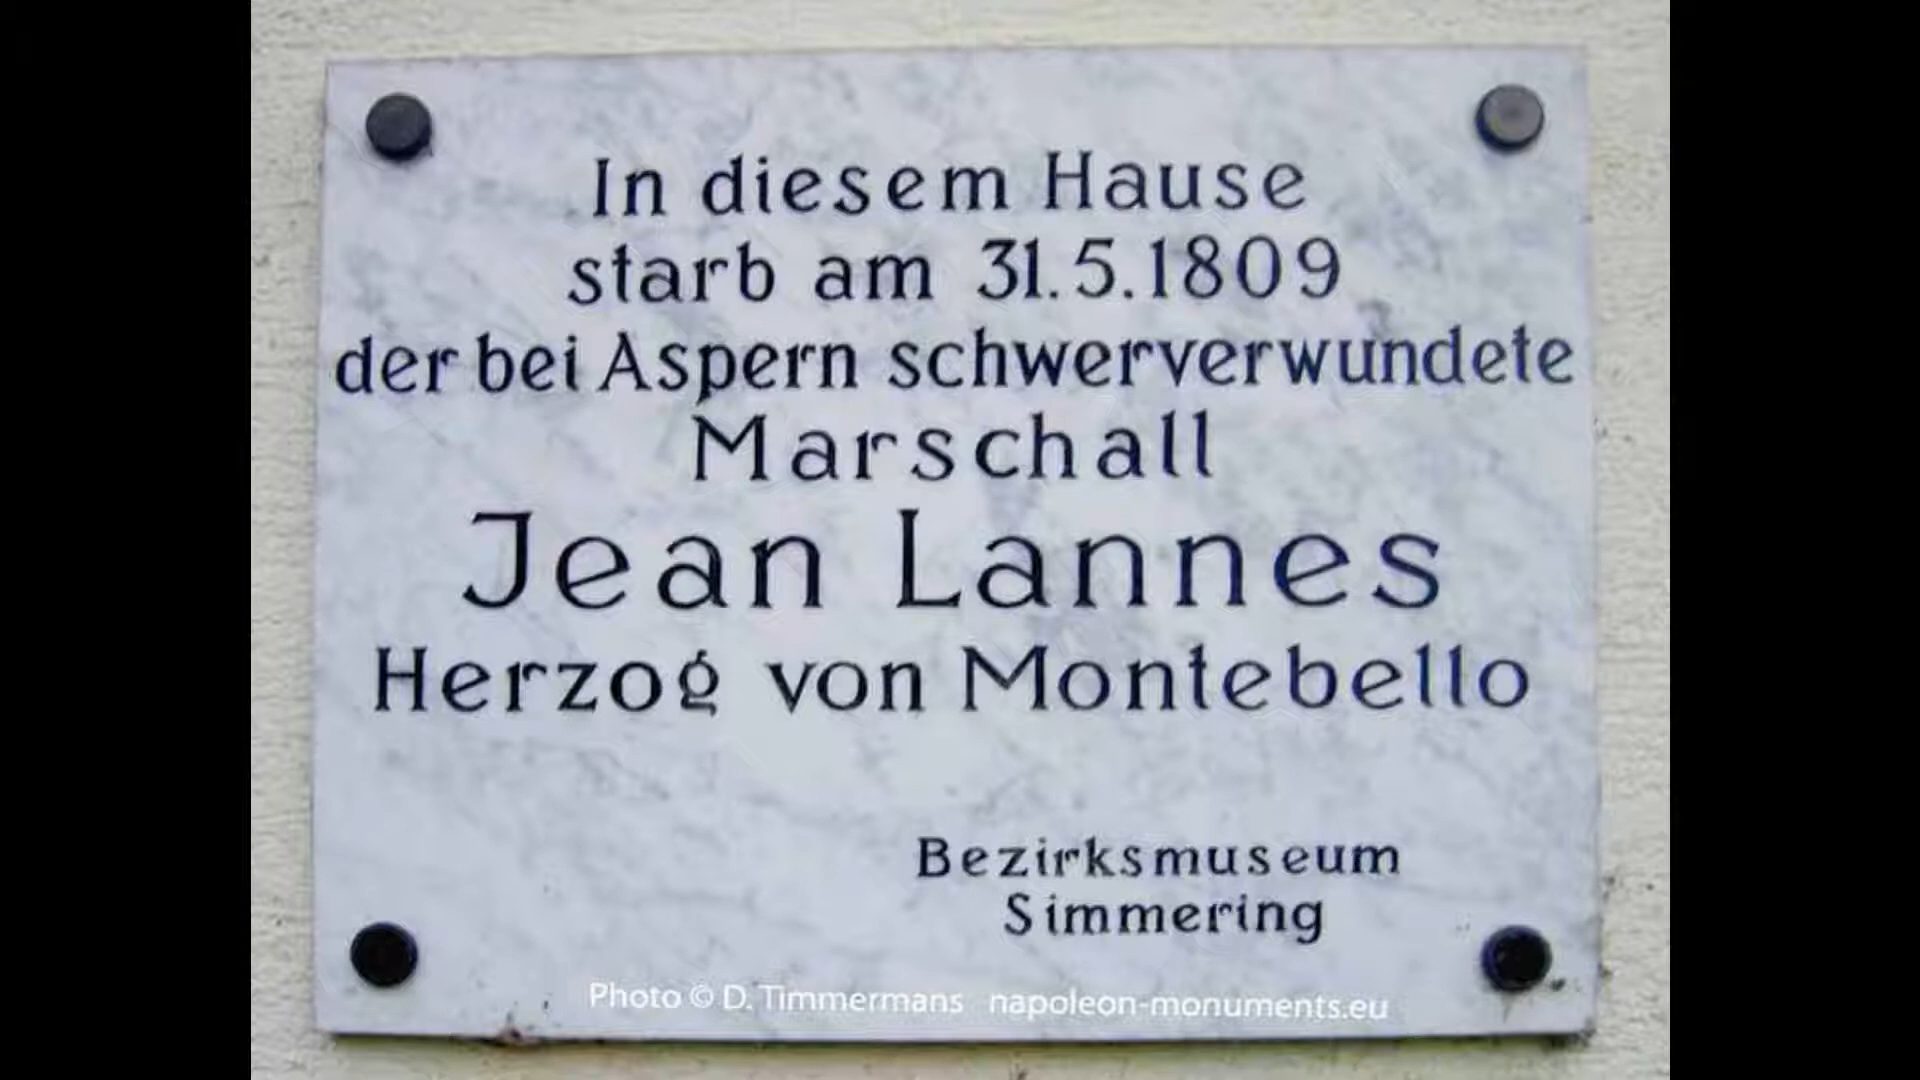 In diesem Hause
starb am 31.5.1809
der bei Aspern schwerverwundete
Marschall
Jean Lannes
Herzog von Montebello
Bezirksmuseum
Simmering
Photo © D. Timmermans napoleon-monuments.eu